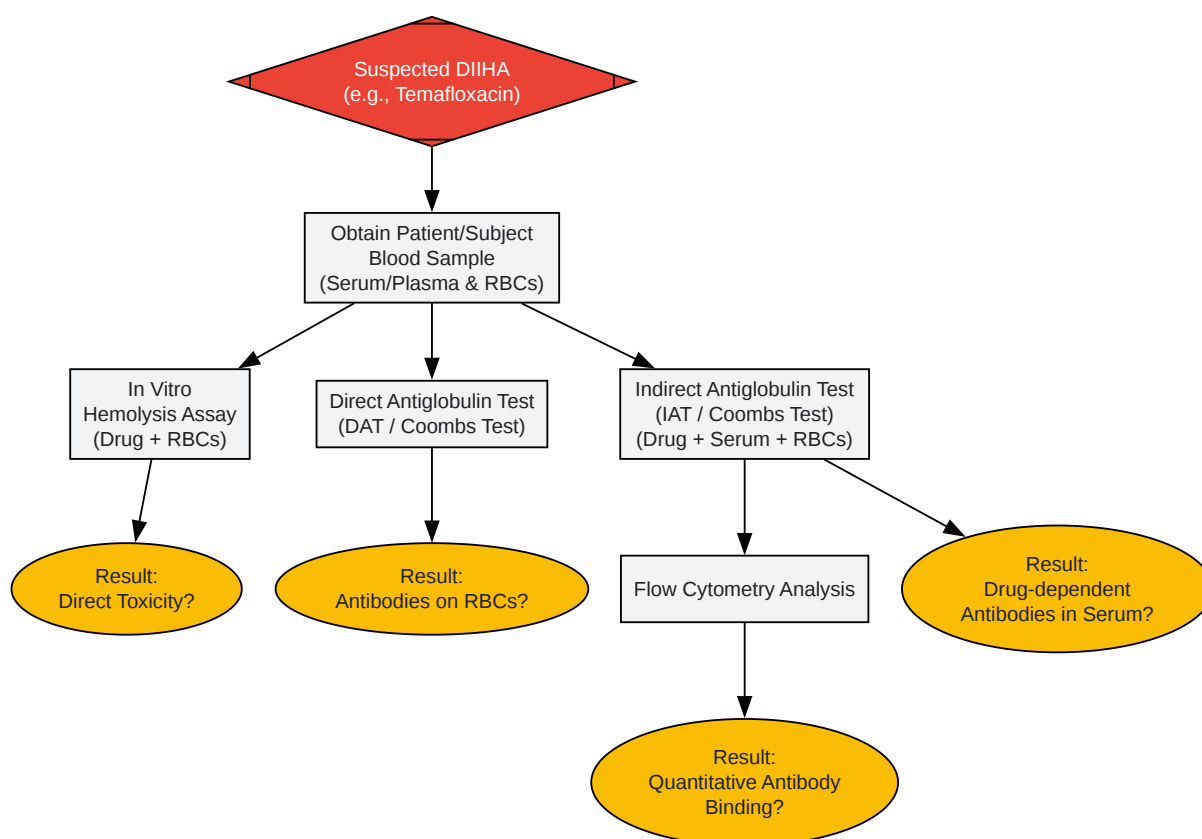 Suspected DIIHA
(e.g., Temafloxacin)
Obtain Patient/Subject
Blood Sample
(Serum/Plasma & RBCs)
In Vitro
Hemolysis Assay
(Drug + RBCs)
Direct Antiglobulin Test
(DAT / Coombs Test)
Indirect Antiglobulin Test
(IAT / Coombs Test)
(Drug + Serum + RBCs)
Result:
Direct Toxicity?
Result:
Antibodies on RBCs?
Flow Cytometry Analysis
Result:
Drug-dependent
Antibodies in Serum?
Result:
Quantitative Antibody
Binding?